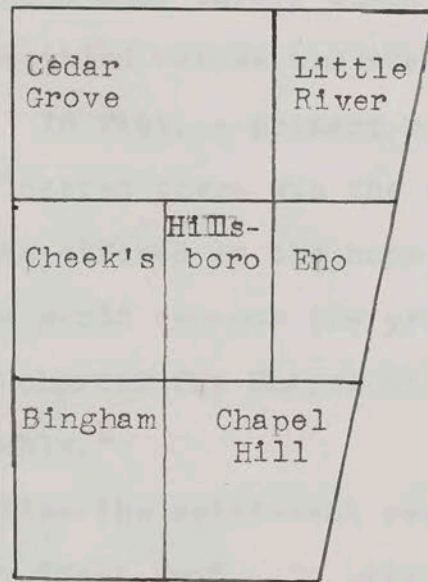 Cedar
Grove
Little
River
Cheek's
Hills-
boro
Eno
Bingham
Chapel
Hill